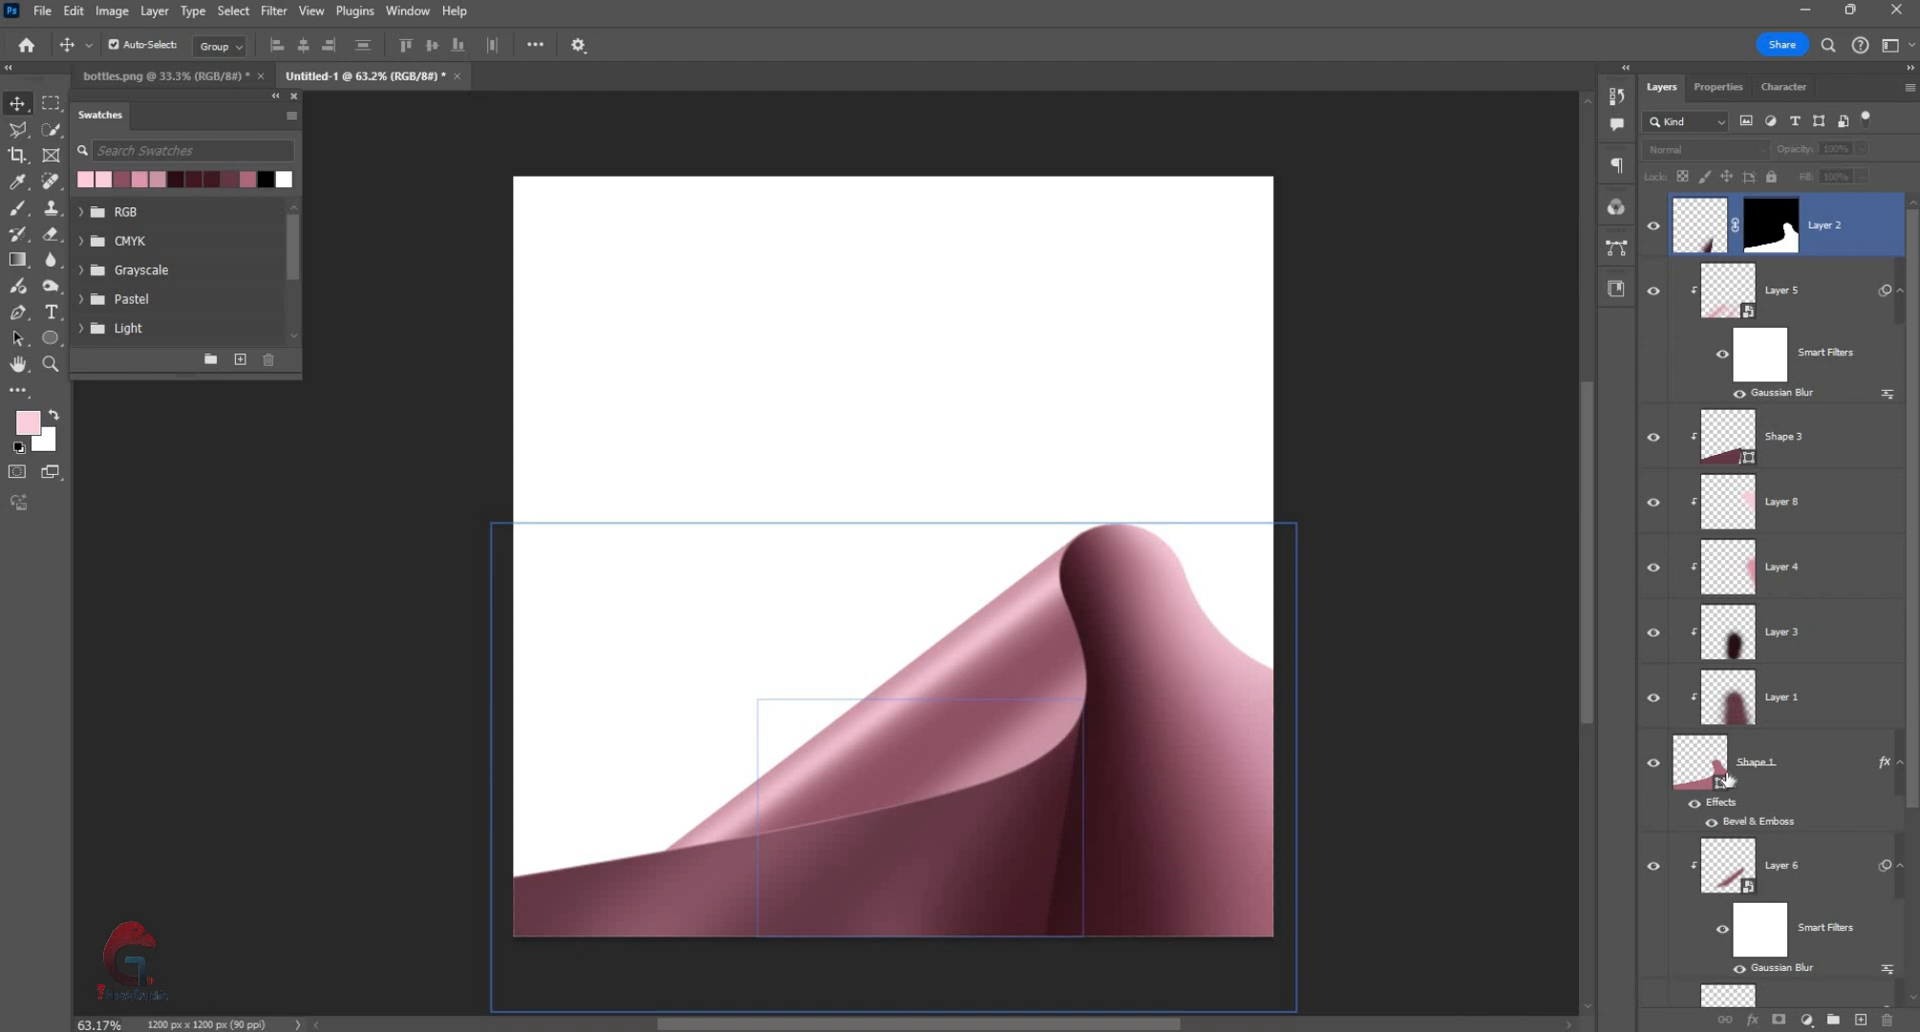 Ps File Edit Image Layer Type Select Filter View Plugins Window Help
Auto-Select: Group Share
bottles.png @ 33.3% (RGB/8#) * Untitled-1 @ 63.2% (RGB/8#) *
Swatches
Search Swatches
RGB
CMYK
Grayscale
Pastel
Light
Layers Properties Character
Kind
Normal Opacity: 100%
Lock: Fill: 100%
Layer 2
Layer 5
Smart Filters
Gaussian Blur
Shape 3
Layer 8
Layer 4
Layer 3
Layer 1
Shape 1 fx
Effects
Bevel & Emboss
Layer 6
Smart Filters
Gaussian Blur
fx
63.17% 1200 px x 1200 px (90 ppi)